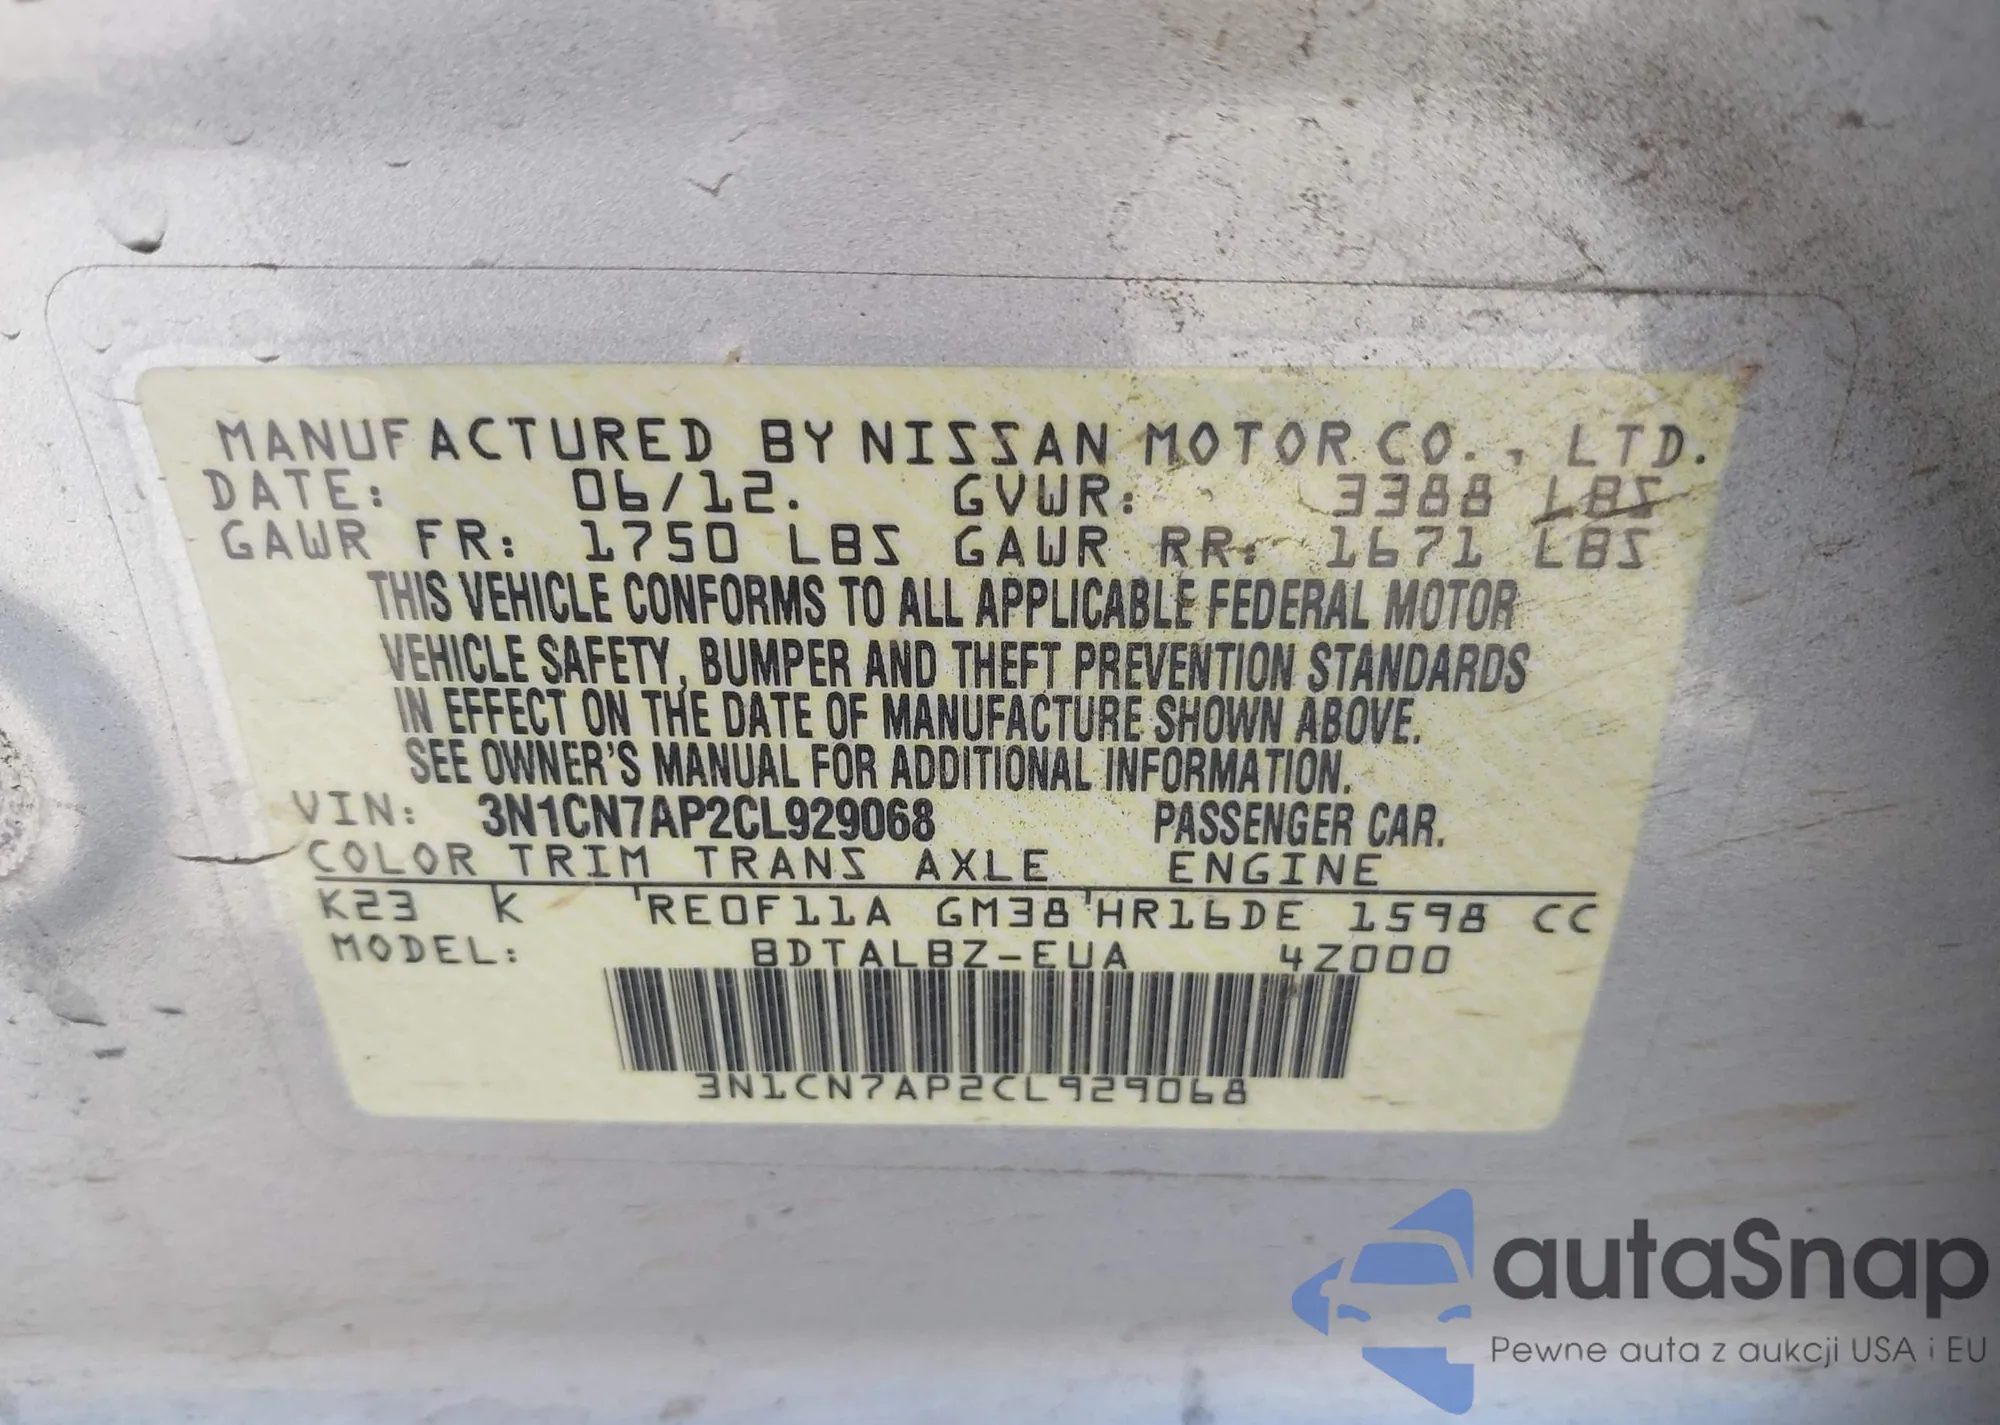 MANUFACTURED BY NISSAN MOTOR CO., LTD.
DATE: 06/12. GVWR: 3388 LBS
GAWR FR: 1750 LBS GAWR RR: 1671 LBS
THIS VEHICLE CONFORMS TO ALL APPLICABLE FEDERAL MOTOR
VEHICLE SAFETY, BUMPER AND THEFT PREVENTION STANDARDS
IN EFFECT ON THE DATE OF MANUFACTURE SHOWN ABOVE.
SEE OWNER'S MANUAL FOR ADDITIONAL INFORMATION.
VIN: 3N1CN7AP2CL929068 PASSENGER CAR.
COLOR TRIM TRANS AXLE ENGINE
K23 K RE0F11A GM38 HR16DE 1598 CC
MODEL: BDTALBZ-EUA 4Z000
3N1CN7AP2CL929068
autaSnap
Pewne auta z aukcji USA i EU